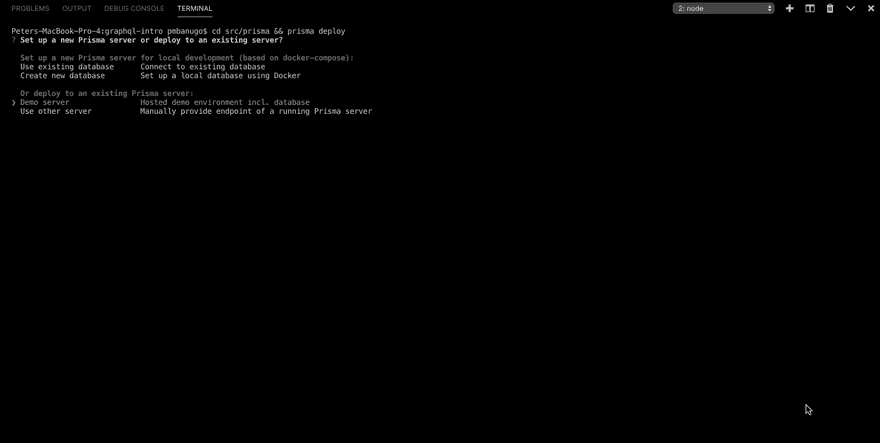 PROBLEMS OUTPUT DEBUG CONSOLE TERMINAL 2: node
Peters-MacBook-Pro-4:graphql-intro pmbanugo$ cd src/prisma && prisma deploy
? Set up a new Prisma server or deploy to an existing server?
Set up a new Prisma server for local development (based on docker-compose):
Use existing database Connect to existing database
Create new database Set up a local database using Docker
Or deploy to an existing Prisma server:
❯ Demo server Hosted demo environment incl. database
Use other server Manually provide endpoint of a running Prisma server